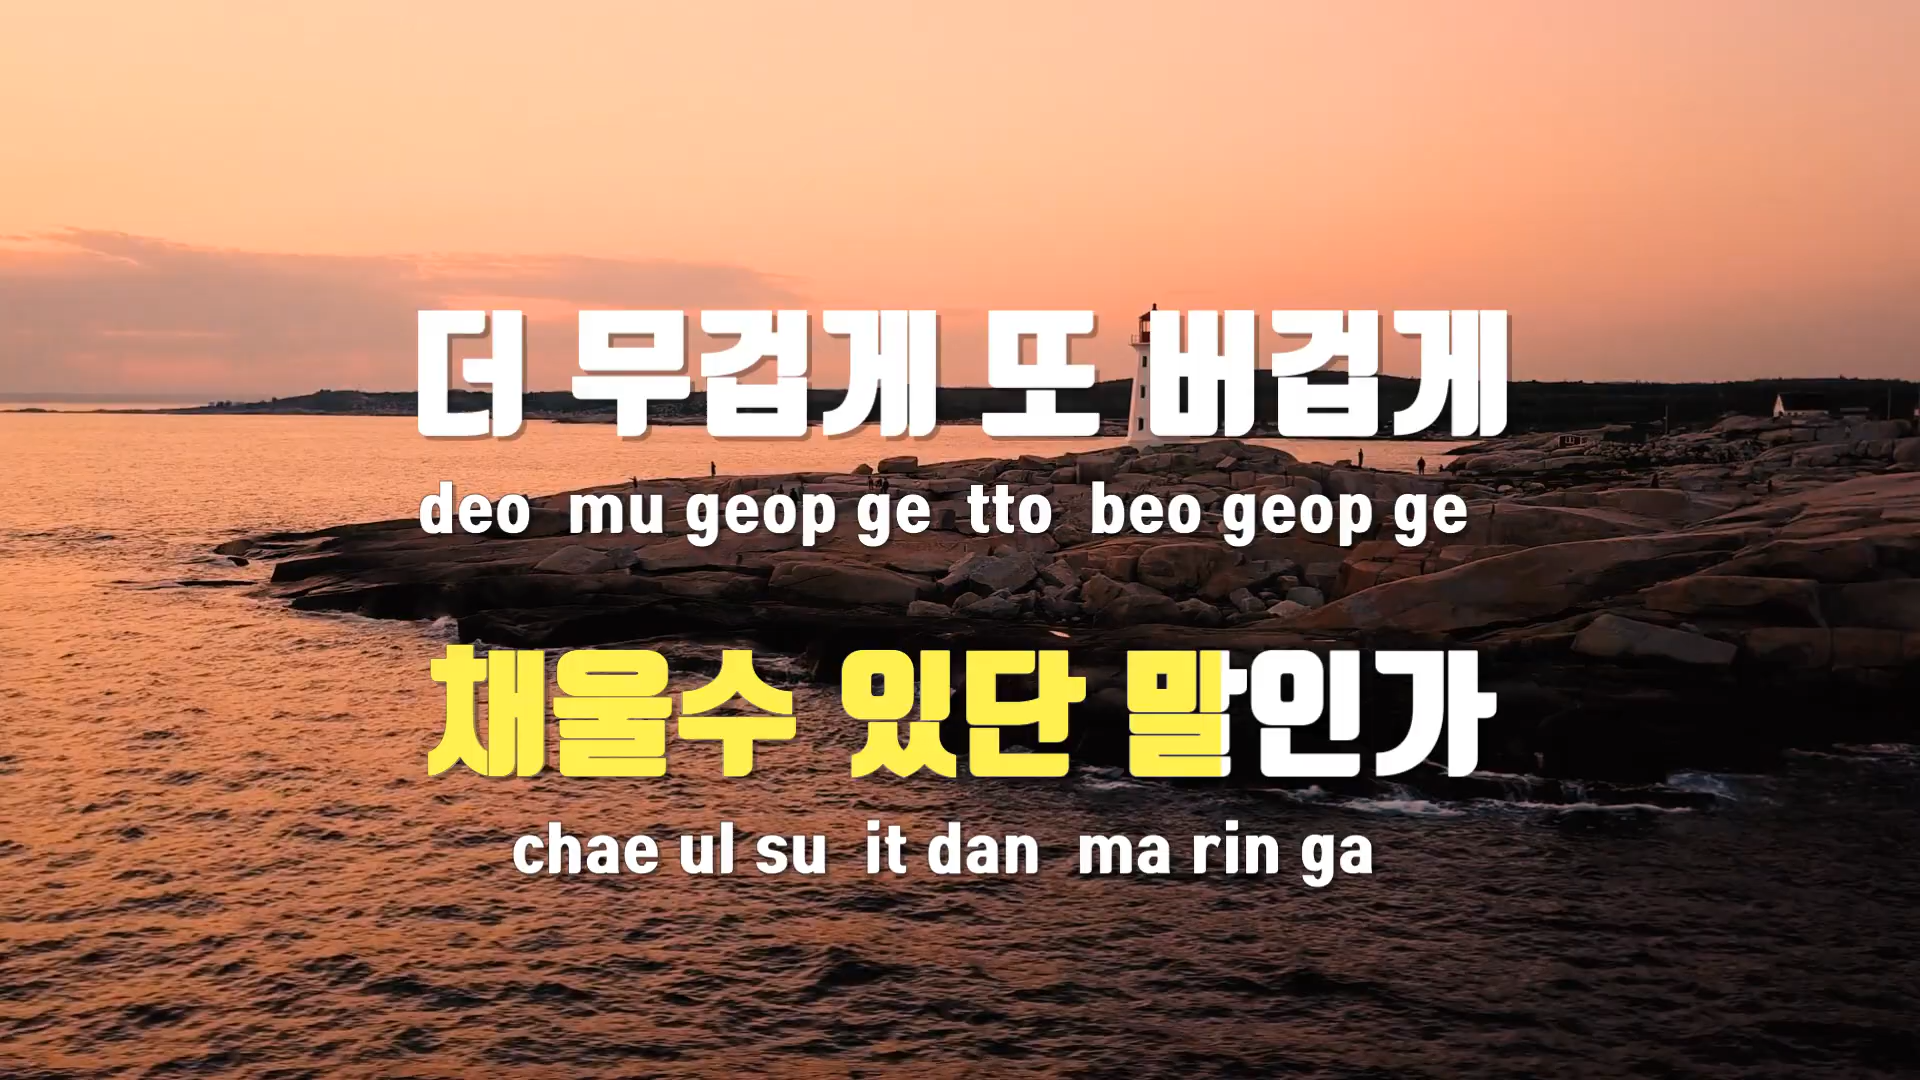 더 무겁게 또 버겁게
deo mu geop ge tto beo geop ge
채울수 있단 말인가
chae ul su it dan ma rin ga